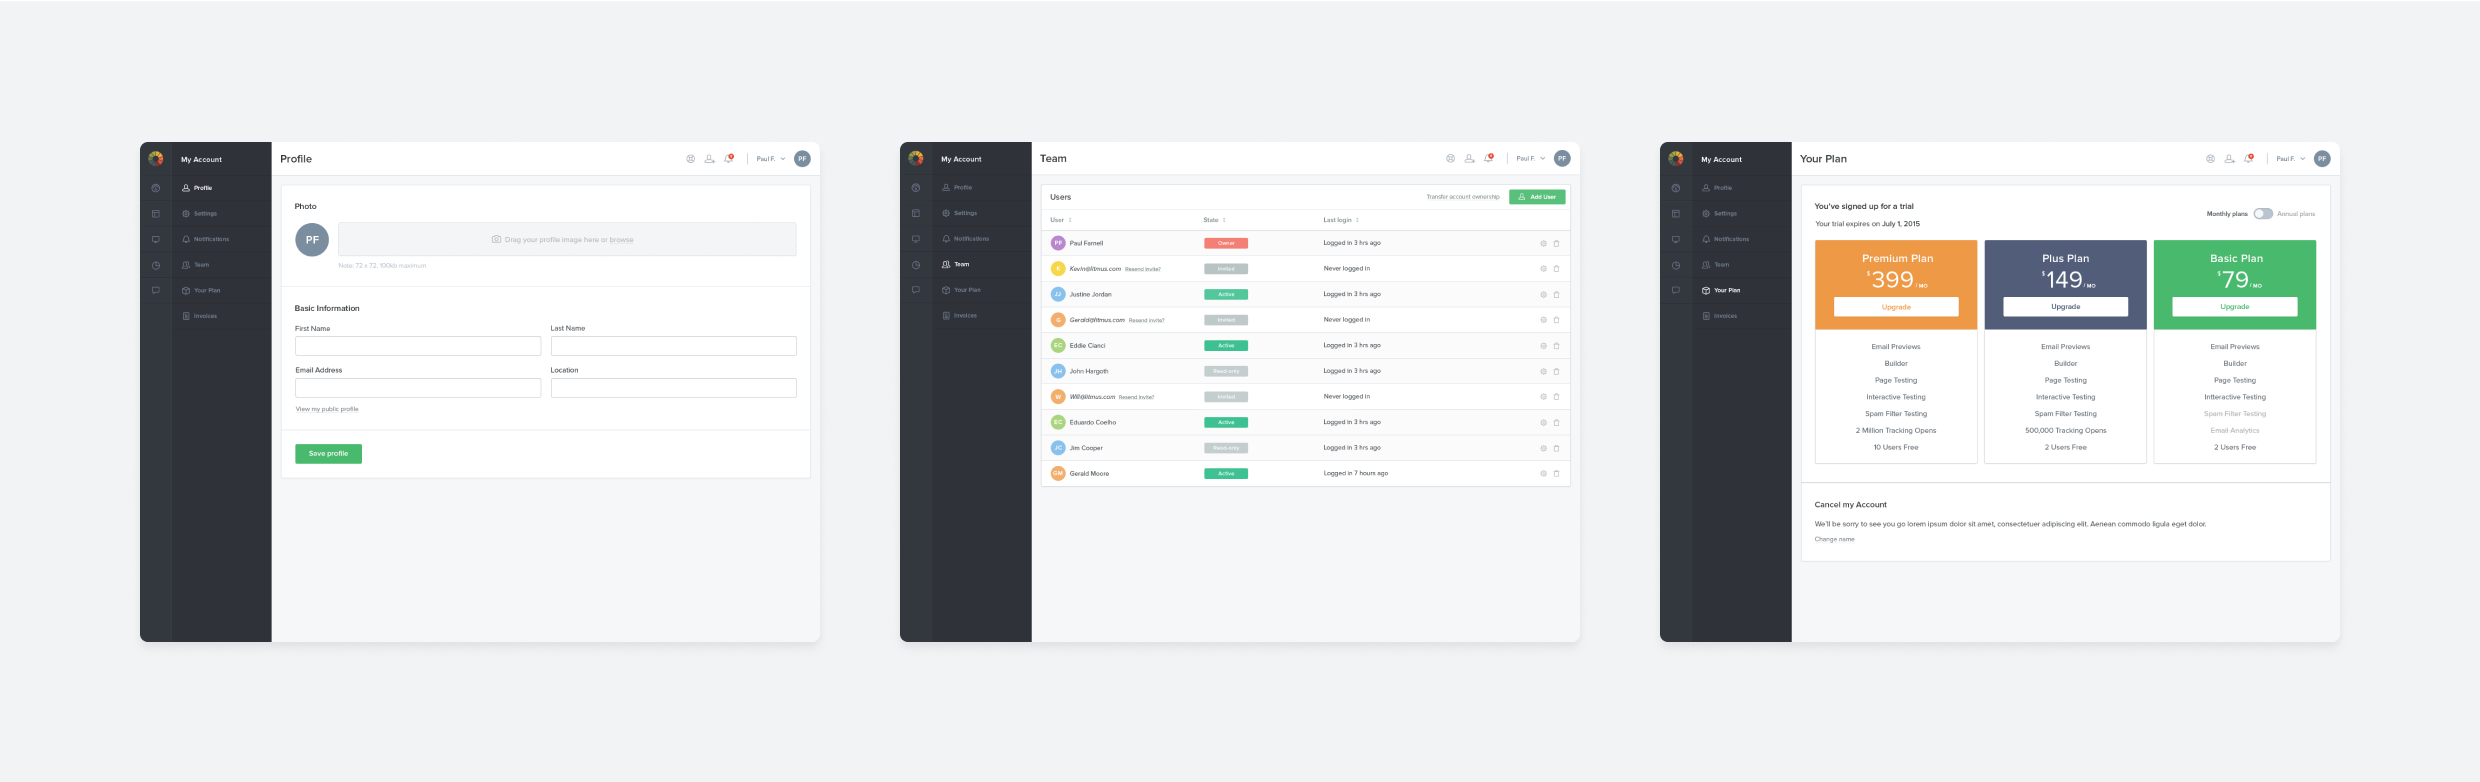 My Account
Profile
Settings
Notifications
Team
Your Plan
Invoices
Profile
Paul F.
PF
Photo
PF
Drag your profile image here or browse
Note: 72 x 72, 100kb maximum
Basic Information
First Name
Last Name
Email Address
Location
View my public profile
Save profile
My Account
Profile
Settings
Notifications
Team
Your Plan
Invoices
Team
Paul F.
PF
Users
Transfer account ownership
Add User
User
State
Last login
PF Paul Farnell Owner Logged in 3 hrs ago
K Kevin@litmus.com Resend invite? Invited Never logged in
JJ Justine Jordan Active Logged in 3 hrs ago
G Gerald@litmus.com Resend invite? Invited Never logged in
EC Eddie Cianci Active Logged in 3 hrs ago
JH John Hargoth Read-only Logged in 3 hrs ago
W Will@litmus.com Resend invite? Invited Never logged in
EC Eduardo Coelho Active Logged in 3 hrs ago
JC Jim Cooper Read-only Logged in 3 hrs ago
GM Gerald Moore Active Logged in 7 hours ago
My Account
Profile
Settings
Notifications
Team
Your Plan
Invoices
Your Plan
Paul F.
PF
You've signed up for a trial
Your trial expires on July 1, 2015
Monthly plans
Annual plans
Premium Plan
$399/MO
Upgrade
Email Previews
Builder
Page Testing
Interactive Testing
Spam Filter Testing
2 Million Tracking Opens
10 Users Free
Plus Plan
$149/MO
Upgrade
Email Previews
Builder
Page Testing
Interactive Testing
Spam Filter Testing
500,000 Tracking Opens
2 Users Free
Basic Plan
$79/MO
Upgrade
Email Previews
Builder
Page Testing
Intteractive Testing
Spam Filter Testing
Email Analytics
2 Users Free
Cancel my Account
We'll be sorry to see you go lorem ipsum dolor sit amet, consectetuer adipiscing elit. Aenean commodo ligula eget dolor.
Change name